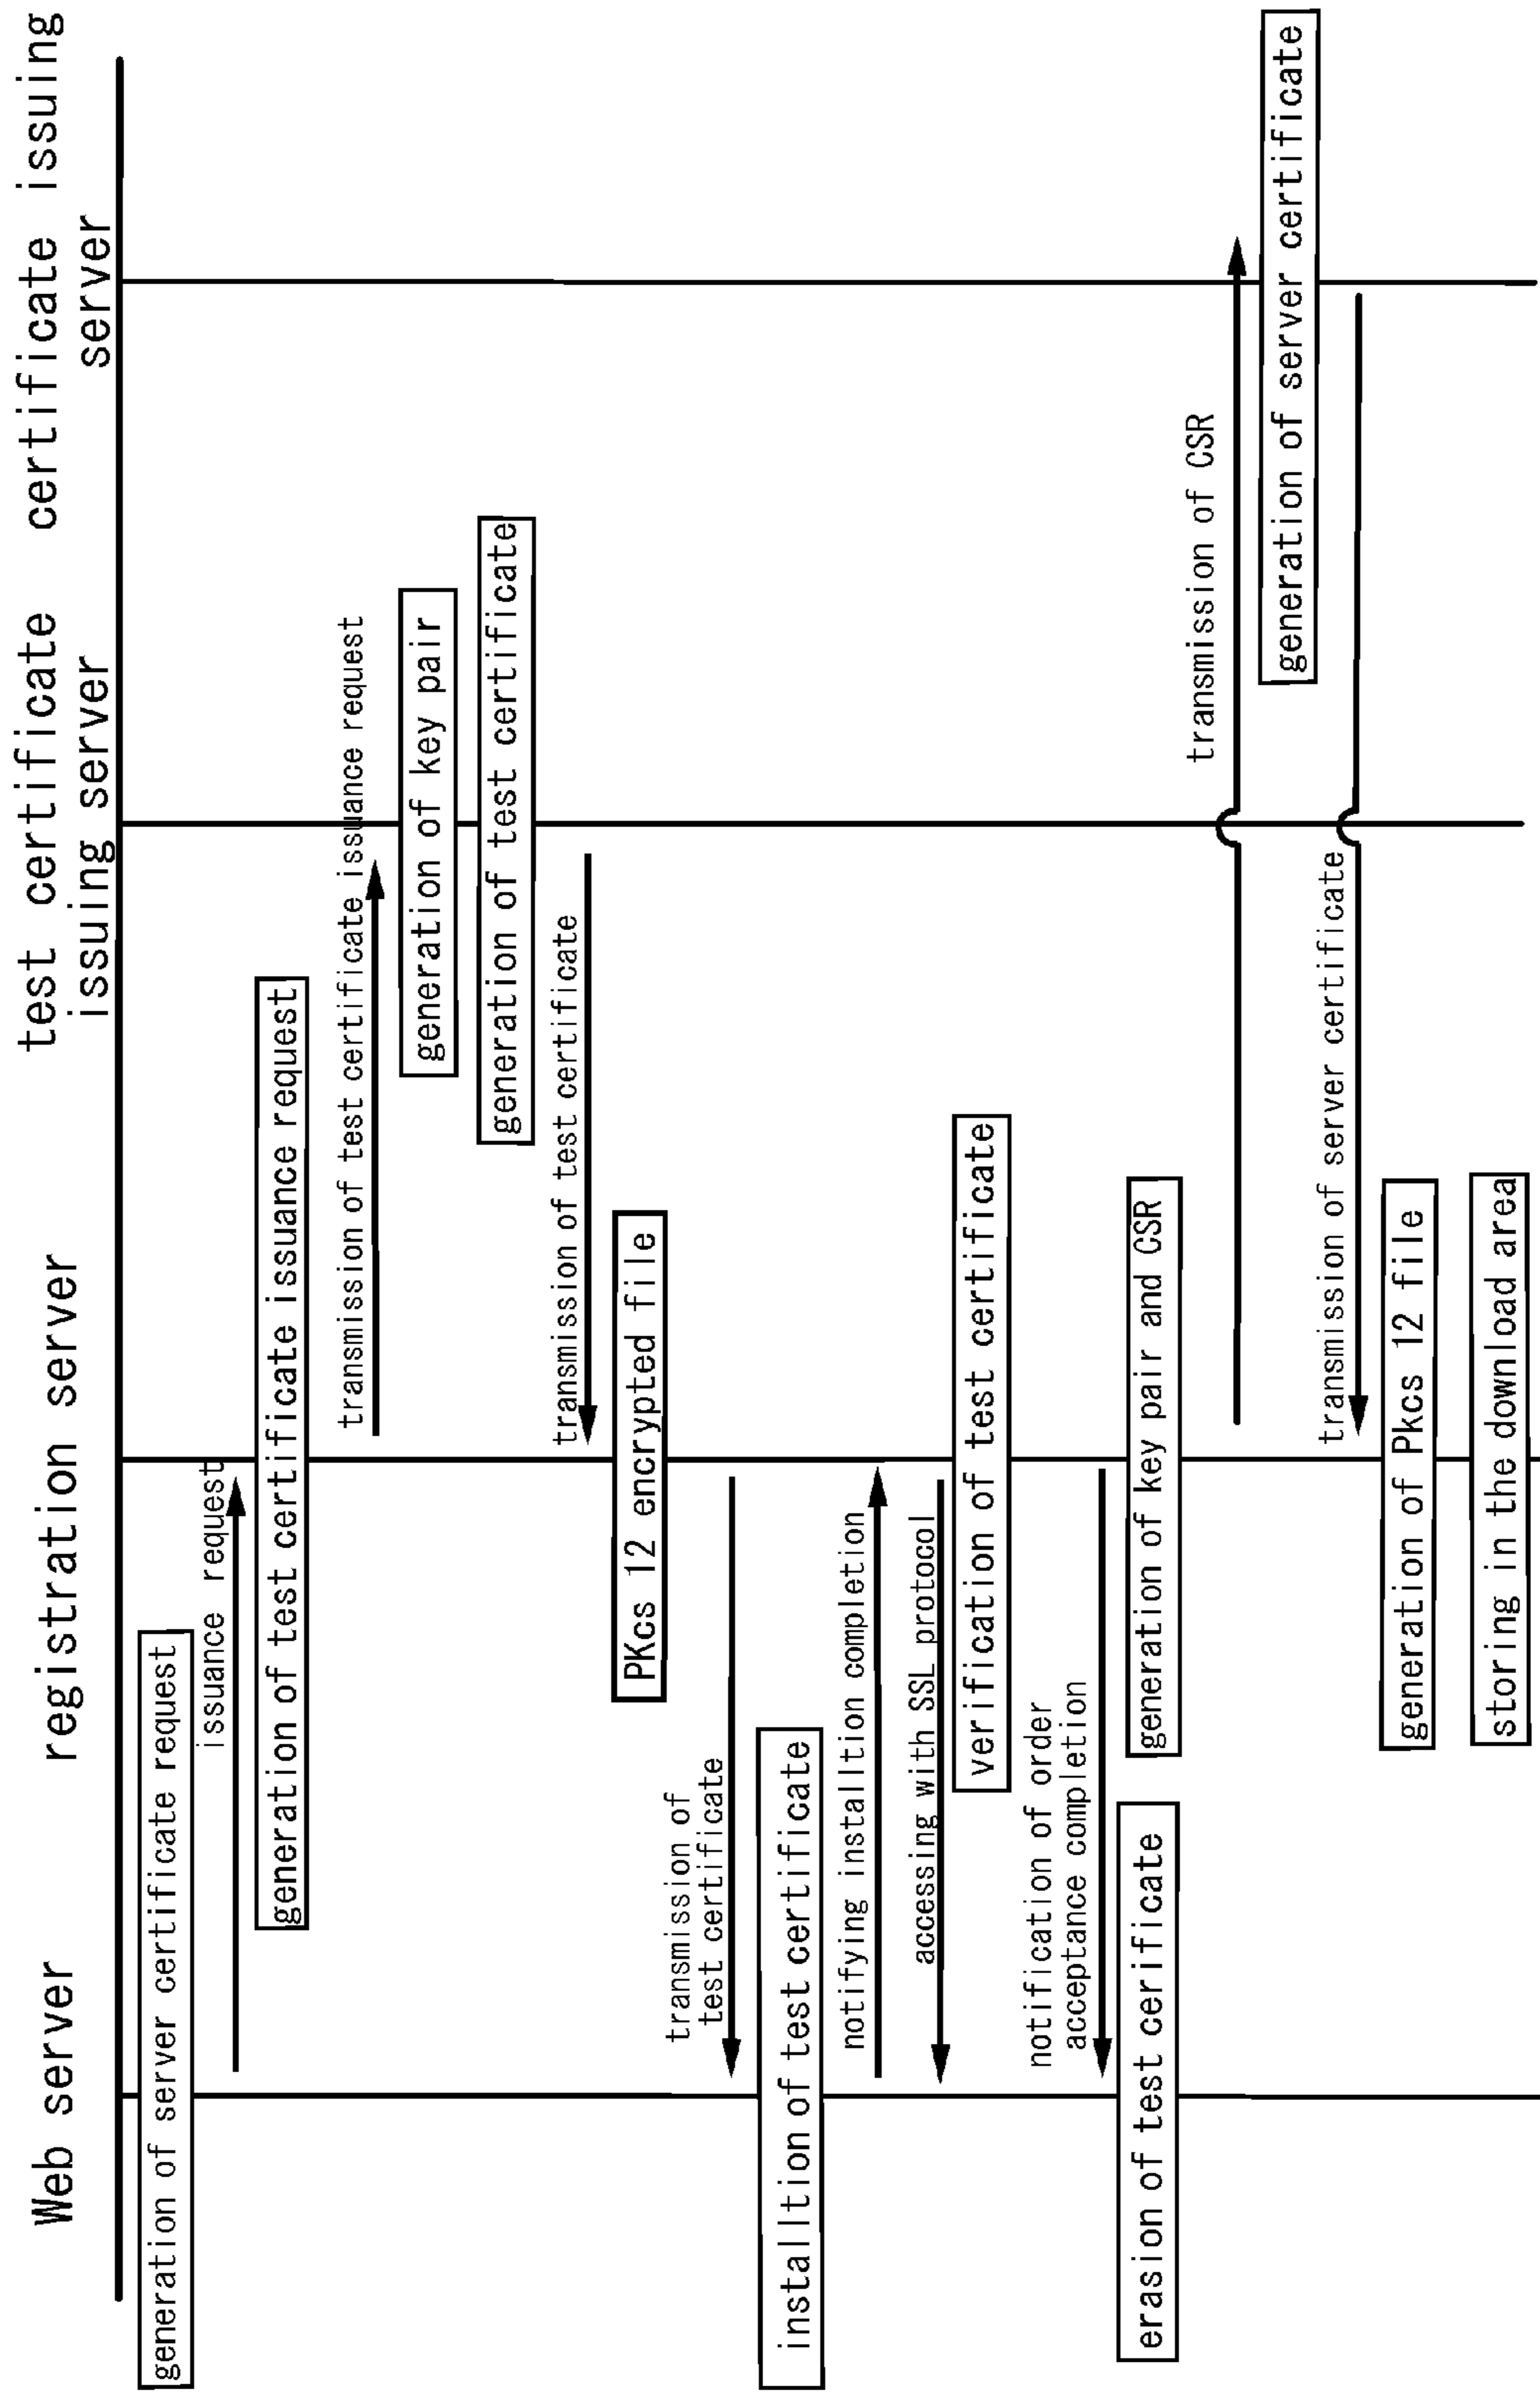 Web server
registration server
test certificate
issuing server
certificate issuing
server
generation of server certificate request
issuance request
generation of test certificate issuance request
transmission of test certificate issuance request
generation of key pair
generation of test certificate
transmission of test certificate
PKcs 12 encrypted file
transmission of
test certificate
installtion of test certificate
notifying installtion completion
accessing with SSL protocol
verification of test certificate
notification of order
acceptance completion
erasion of test cerificate
generation of key pair and CSR
transmission of CSR
generation of server certificate
transmission of server certificate
generation of Pkcs 12 file
storing in the download area